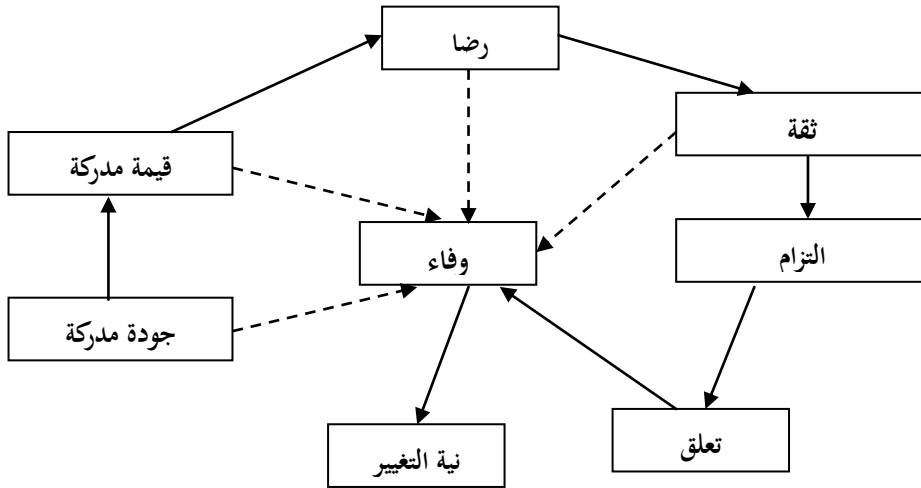 رضا
ثقة
قيمة مدركة
وفاء
التزام
جودة مدركة
تعلق
نية التغيير